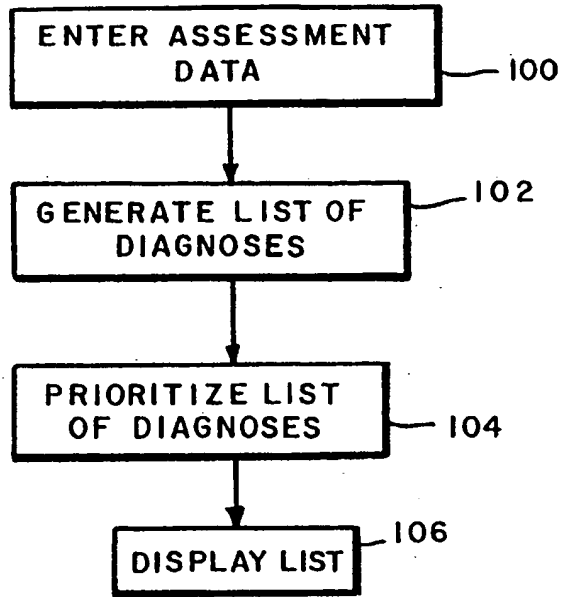 ENTER ASSESSMENT
DATA
100
GENERATE LIST OF
DIAGNOSES
102
PRIORITIZE LIST
OF DIAGNOSES
104
DISPLAY LIST
106